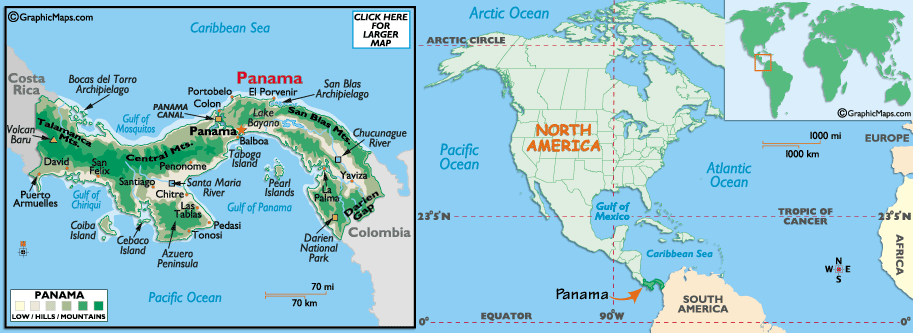 ©GraphicMaps.com
Caribbean Sea
CLICK HERE
FOR
LARGER
MAP
Costa
Rica
Bocas del Torro
Archipielago
Panama
Portobelo
El Porvenir
San Blas
Archipielago
Colon
PANAMA
CANAL
Gulf of
Mosquitos
Lake
Bayano
San Blas Mts.
Talamanca
Mts.
Volcan
Baru
Panama
Balboa
Chucunague
River
Central Mts.
Taboga
Island
David
San
Felix
Penonome
Santiago
Santa Maria
River
Pearl
Islands
Yaviza
La
Palma
Puerto
Armuelles
Gulf of
Chiriqui
Chitre
Las
Tablas
Gulf of Panama
Darien
Gap
Coiba
Island
Cebaco
Island
Pedasi
Tonosi
Darien
National
Park
Colombia
Azuero
Peninsula
Pacific Ocean
70 mi
70 km
PANAMA
LOW / HILLS / MOUNTAINS
Arctic Ocean
ARCTIC CIRCLE
©GraphicMaps.com
NORTH
AMERICA
1000 mi
1000 km
EUROPE
Pacific
Ocean
Atlantic
Ocean
Gulf of
Mexico
23°5'N
TROPIC OF
CANCER
23°5'N
Caribbean Sea
AFRICA
N
W E
S
Panama
SOUTH
AMERICA
EQUATOR
90°W
0°
0°